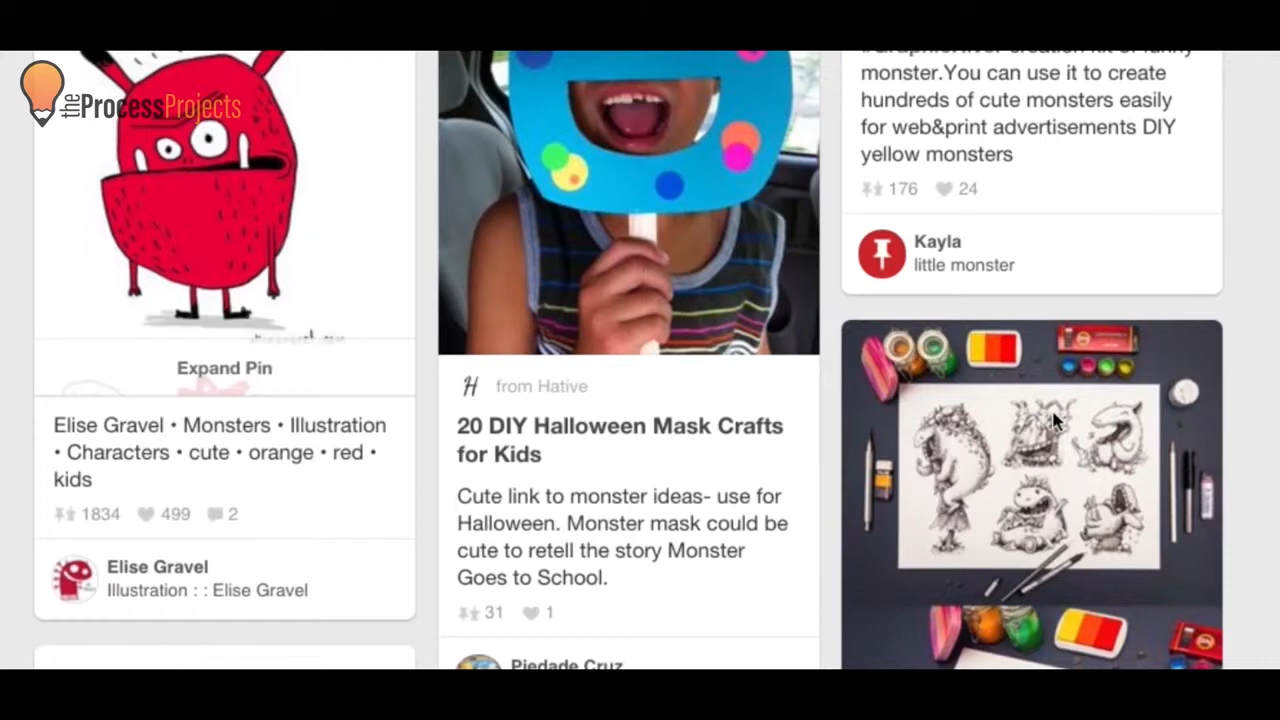 theProcessProjects
Expand Pin
Elise Gravel • Monsters • Illustration
• Characters • cute • orange • red •
kids
1834 499 2
Elise Gravel
Illustration : : Elise Gravel
H from Hative
20 DIY Halloween Mask Crafts
for Kids
Cute link to monster ideas- use for
Halloween. Monster mask could be
cute to retell the story Monster
Goes to School.
31 1
Piedade Cruz
monster.You can use it to create
hundreds of cute monsters easily
for web&print advertisements DIY
yellow monsters
176 24
Kayla
little monster